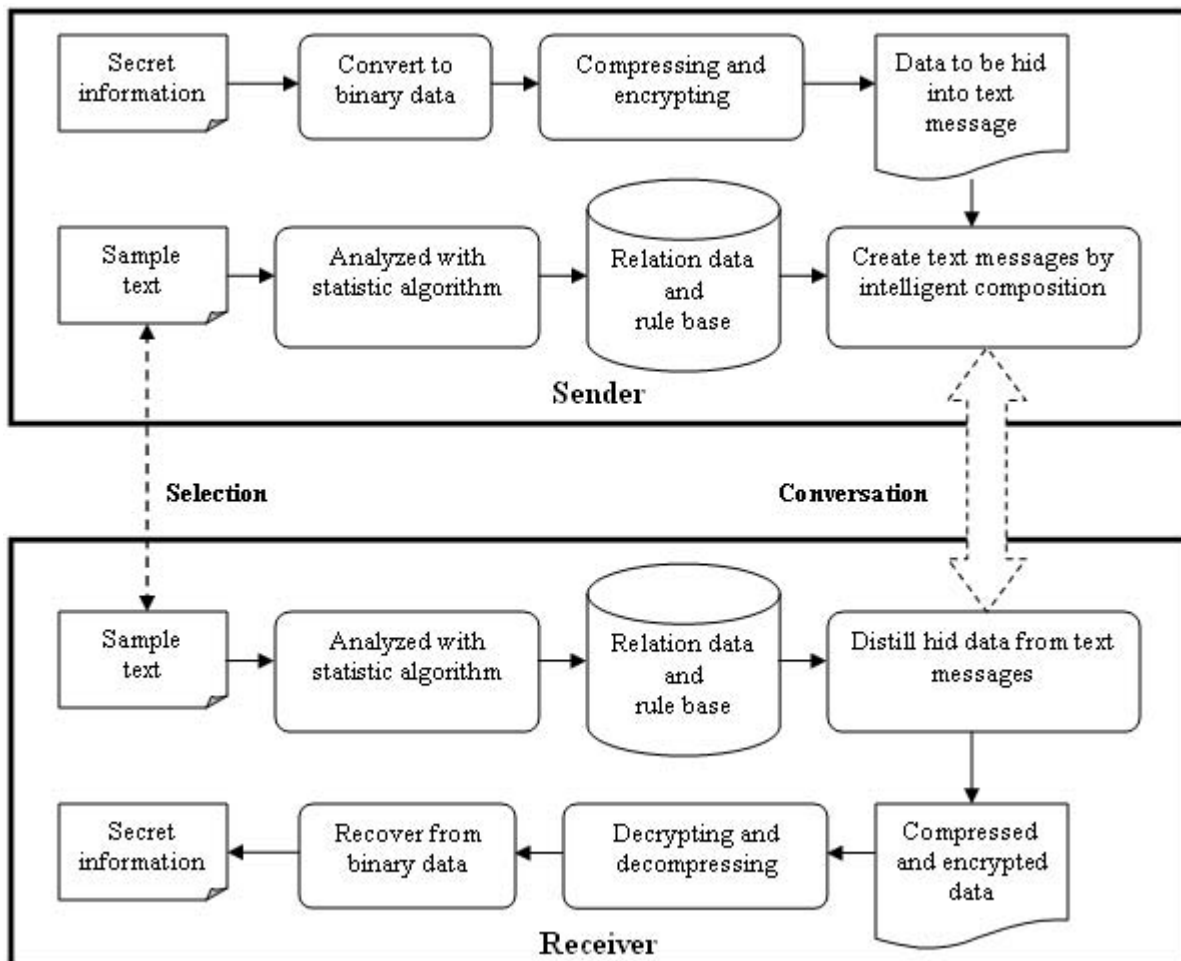 Secret
information
Convert to
binary data
Compressing and
encrypting
Data to be hid
into text
message
Sample
text
Analyzed with
statistic algorithm
Relation data
and
rule base
Create text messages by
intelligent composition
Sender
Selection
Conversation
Sample
text
Analyzed with
statistic algorithm
Relation data
and
rule base
Distill hid data from text
messages
Secret
information
Recover from
binary data
Decrypting and
decompressing
Compressed
and encrypted
data
Receiver